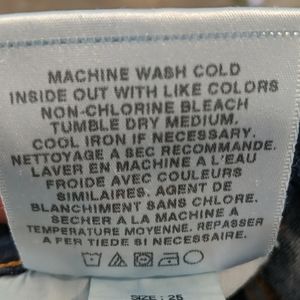 MACHINE WASH COLD
INSIDE OUT WITH LIKE COLORS
NON-CHLORINE BLEACH
TUMBLE DRY MEDIUM.
COOL IRON IF NECESSARY.
NETTOYAGE A SEC RECOMMANDE.
LAVER EN MACHINE A L'EAU
FROIDE AVEC COULEURS
SIMILAIRES. AGENT DE
BLANCHIMENT SANS CHLORE.
SECHER A LA MACHINE A
TEMPERATURE MOYENNE. REPASSER
A FER TIEDE SI NECESSAIRE.
SIZE: 25